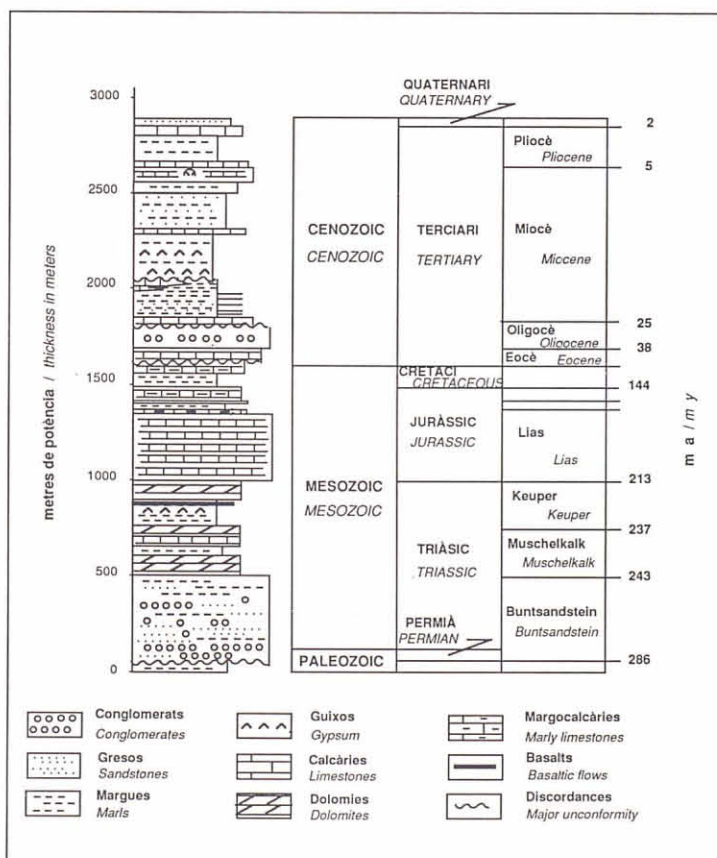 QUATERNARI
QUATERNARY
3000
2500
2000
1500
1000
500
0
metres de potència / thickness in meters
CENOZOIC
CENOZOIC
MESOZOIC
MESOZOIC
PALEOZOIC
TERCIARI
TERTIARY
CRETACI
CRETACEOUS
JURÀSSIC
JURASSIC
TRIÀSIC
TRIASSIC
PERMIÀ
PERMIAN
Pliocè
Pliocene
Miocè
Miccene
Oligocè
Oligocene
Eocè
Eocene
Lias
Lias
Keuper
Keuper
Muschelkalk
Muschelkalk
Buntsandstein
Buntsandstein
2
5
25
38
144
213
237
243
286
m a / m y
Conglomerats
Conglomerates
Gresos
Sandstones
Margues
Marls
Guixos
Gypsum
Calcàries
Limestones
Dolomies
Dolomites
Margocalcàries
Marly limestones
Basalts
Basaltic flows
Discordances
Major unconformity